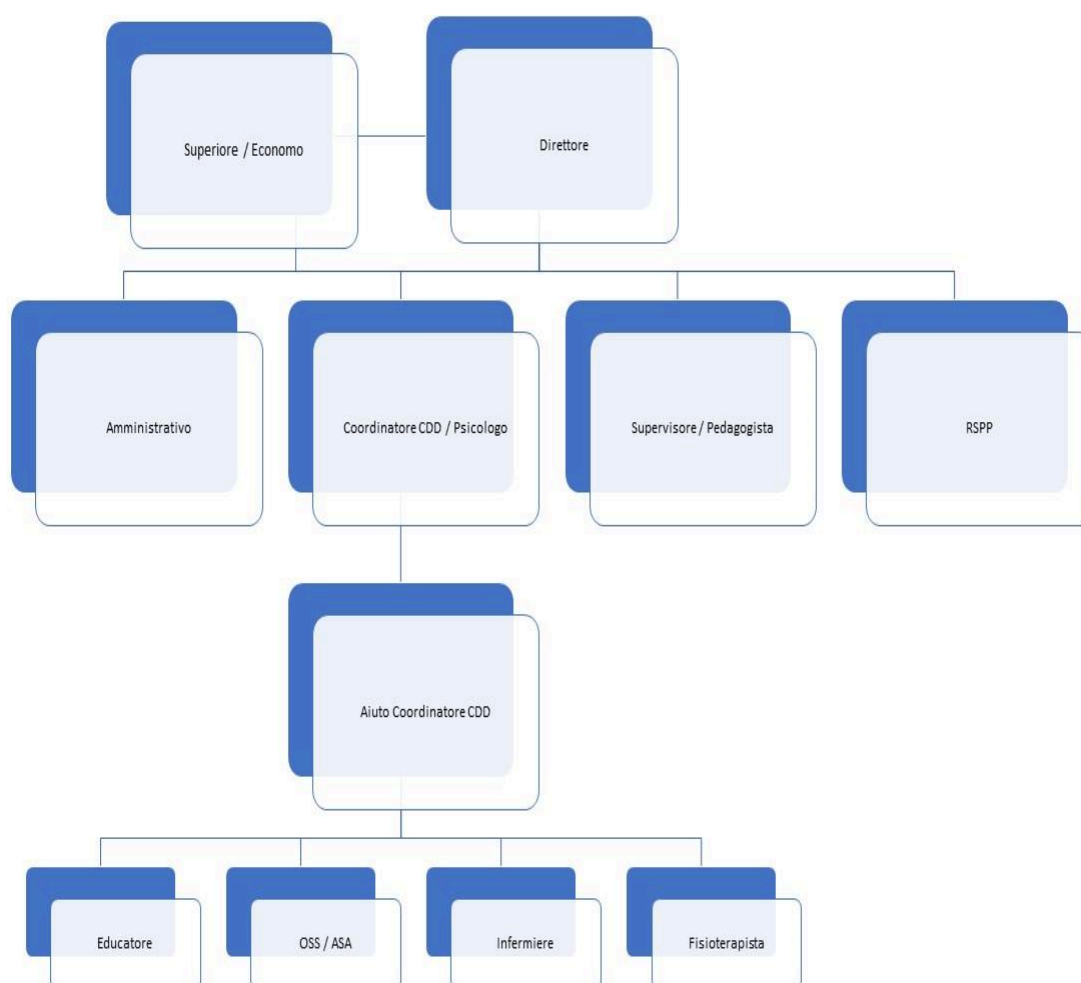 Superiore / Economo
Direttore
Amministrativo
Coordinatore CDD / Psicologo
Supervisore / Pedagogista
RSPP
Aiuto Coordinatore CDD
Educatore
OSS / ASA
Infermiere
Fisioterapista